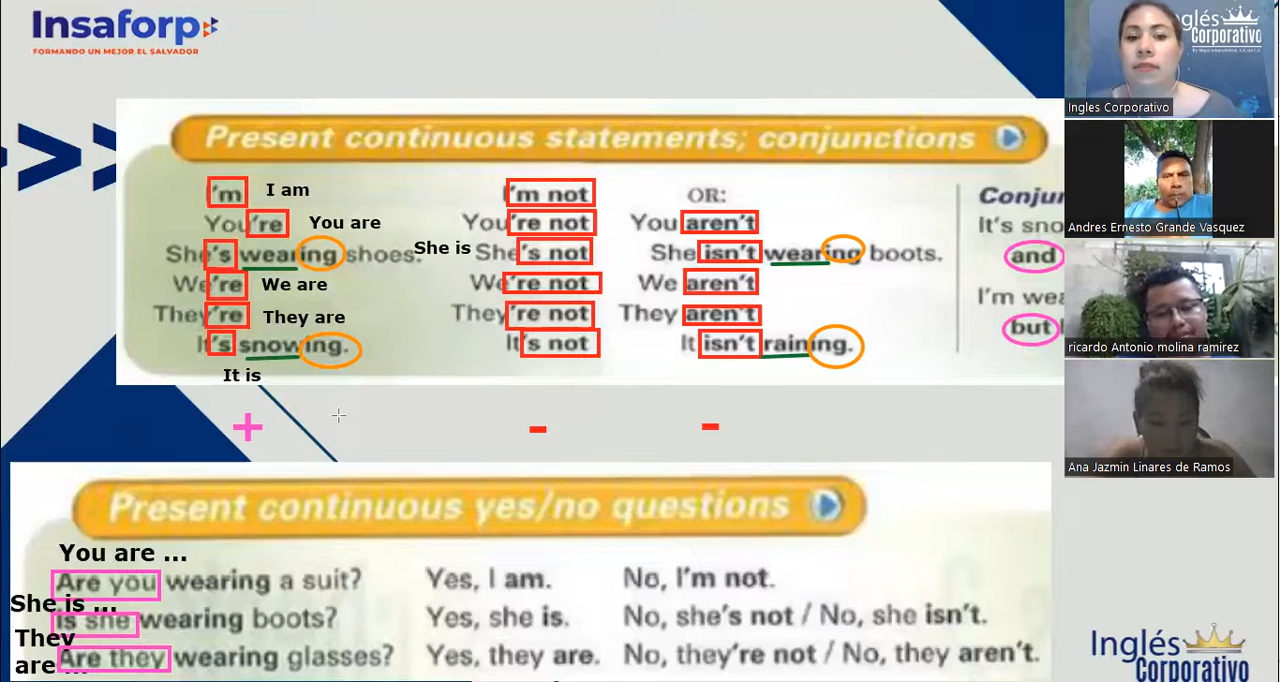 Insaforp
FORMANDO UN MEJOR EL SALVADOR
Present continuous statements; conjunctions
I'm I am I'm not OR: Conjun
You're You are You're not You aren't It's sno
She's wearing shoes. She is She's not She isn't wearing boots. and
We're We are We're not We aren't I'm wea
They're They are They're not They aren't but
It's snowing. It's not It isn't raining.
It is
+ - -
Present continuous yes/no questions
You are ...
Are you wearing a suit? Yes, I am. No, I'm not.
She is ...
Is she wearing boots? Yes, she is. No, she's not / No, she isn't.
They
are ...
Are they wearing glasses? Yes, they are. No, they're not / No, they aren't.
Inglés
Corporativo
Ingles Corporativo
Andres Ernesto Grande Vasquez
ricardo Antonio molina ramirez
Ana Jazmin Linares de Ramos
Inglés
Corporativo